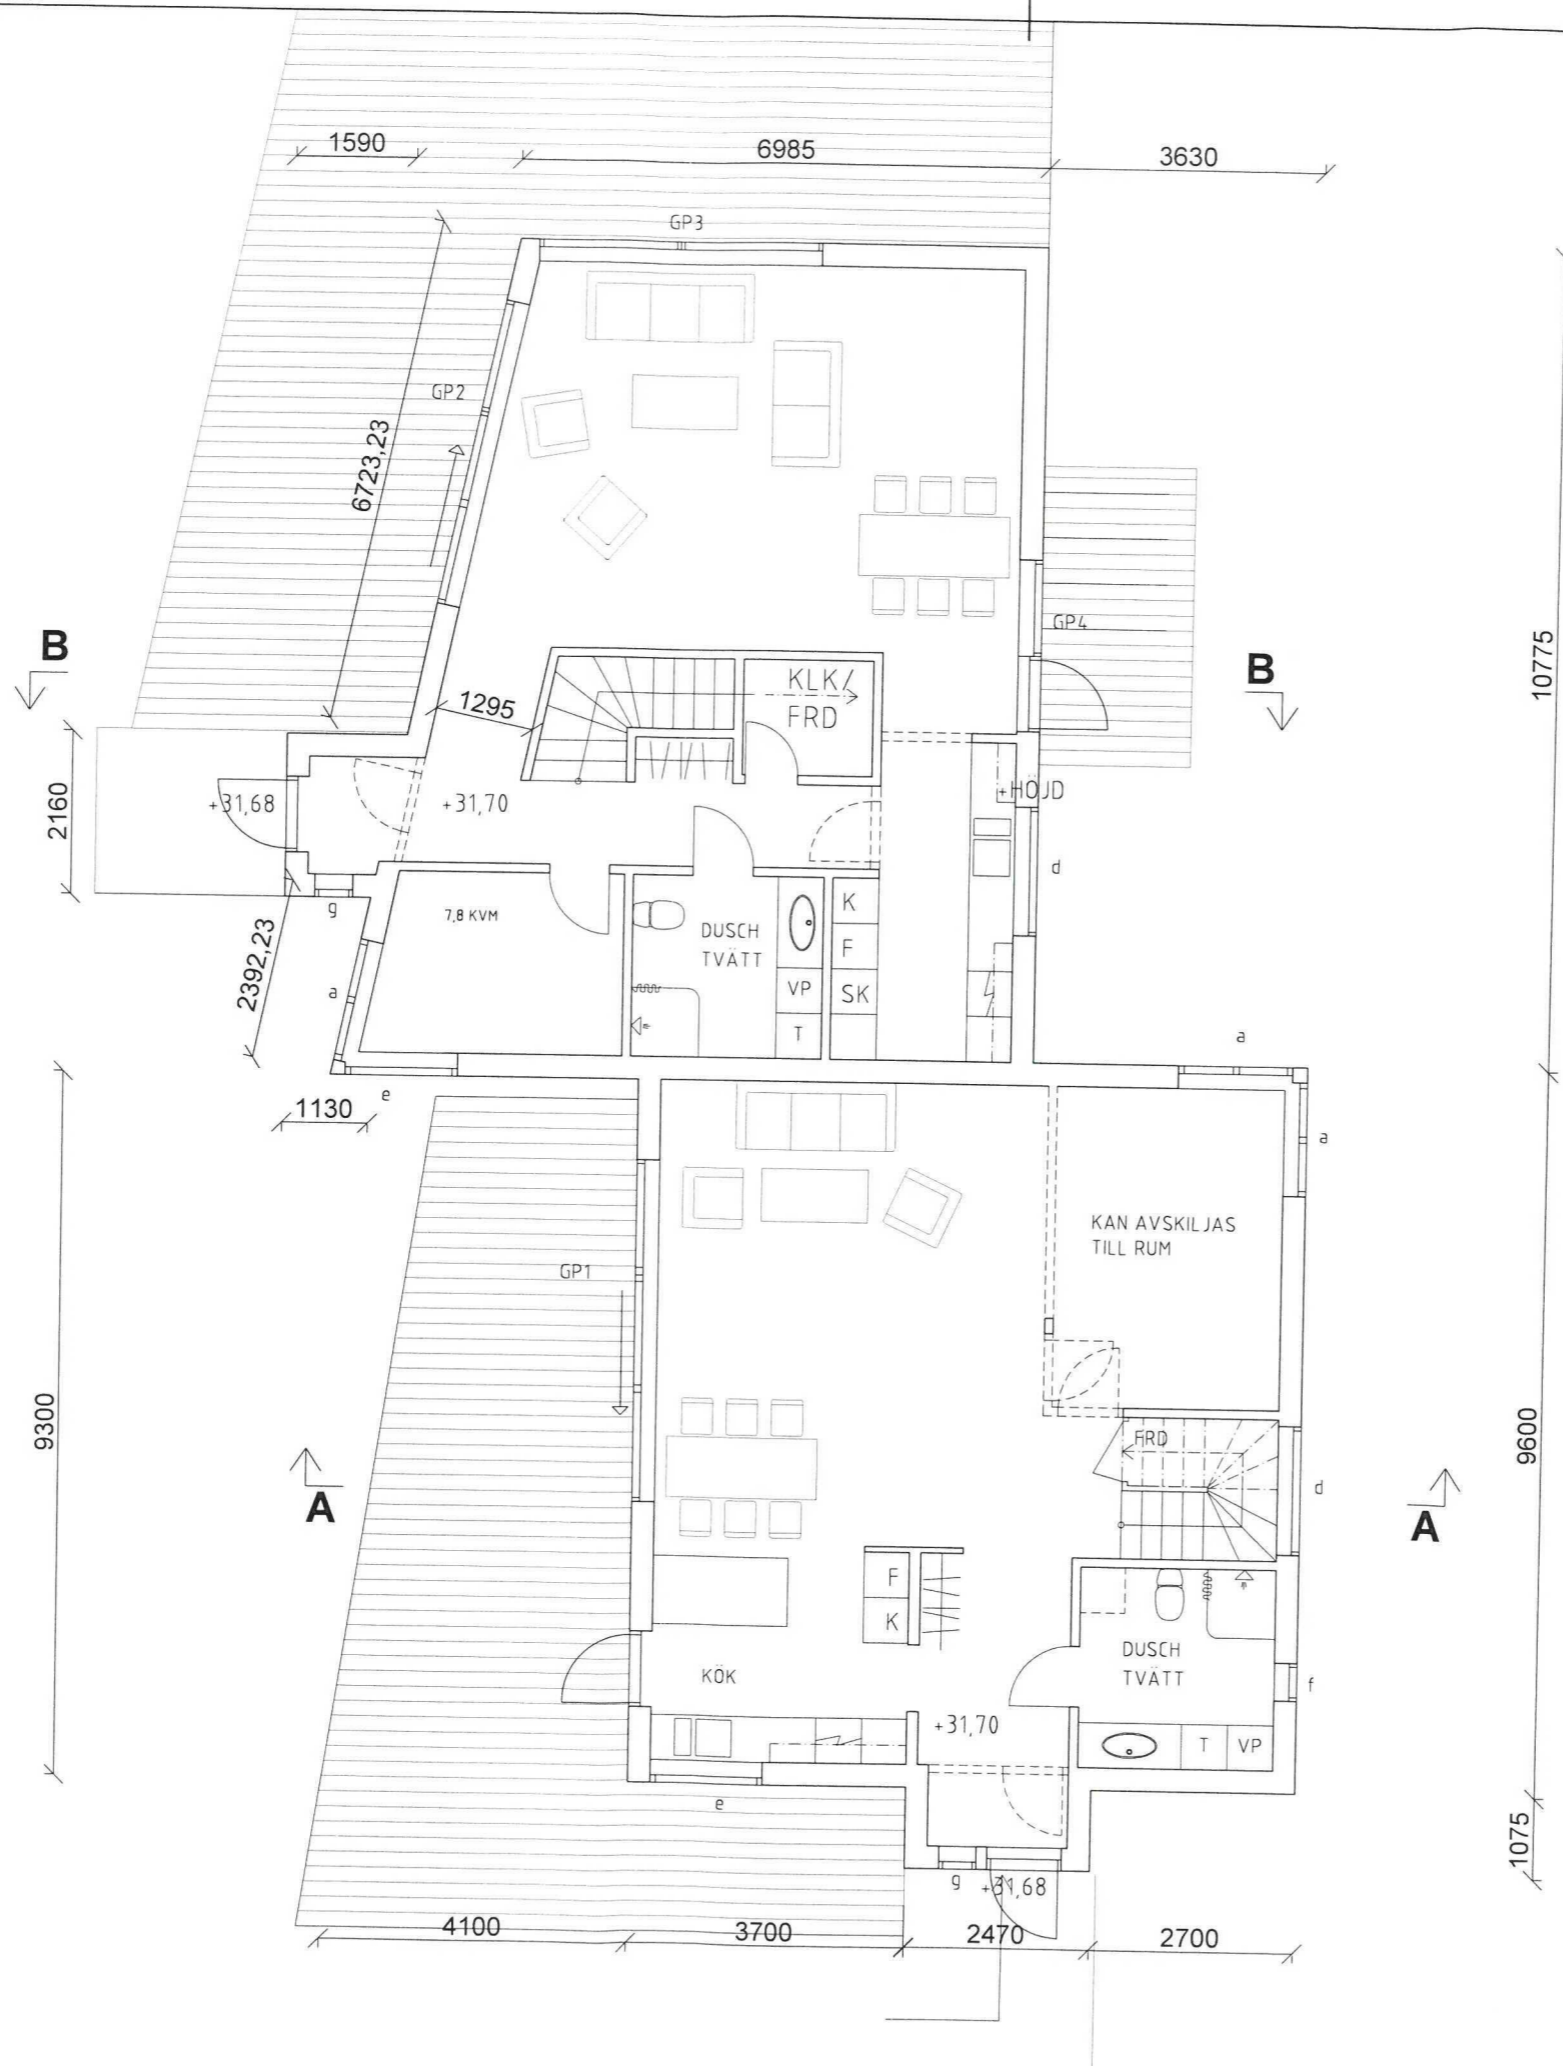 1590
6985
3630
GP3
GP2
6723,23
10775
B
B
GP4
KLK/
FRD
1295
2160
+31,68
+31,70
+HÖJD
d
g
7,8 KVM
DUSCH
TVÄTT
K
F
SK
VP
T
2392,23
a
e
1130
a
a
KAN AVSKILJAS
TILL RUM
GP1
9300
9600
FRD
d
A
A
F
K
KÖK
DUSCH
TVÄTT
f
+31,70
T
VP
e
1075
g
+31,68
4100
3700
2470
2700